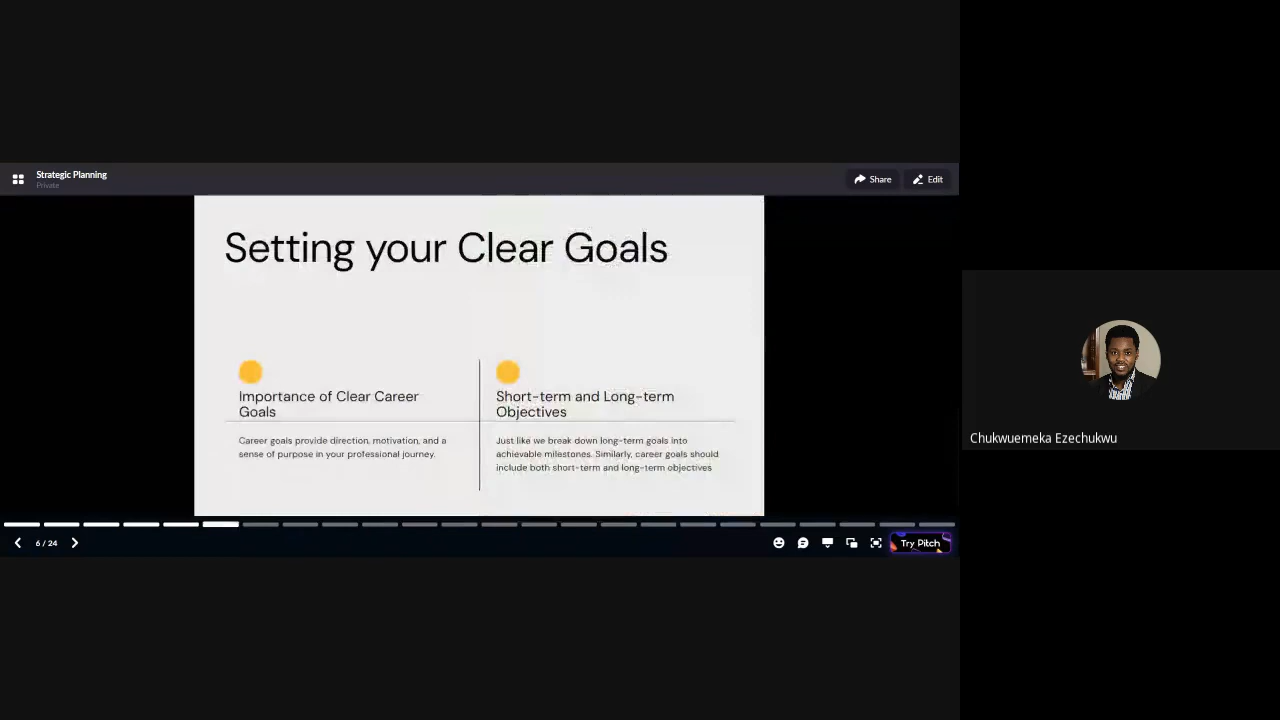 Strategic Planning
Private
Share
Edit
Setting your Clear Goals
Importance of Clear Career
Goals
Career goals provide direction, motivation, and a
sense of purpose in your professional journey.
Short-term and Long-term
Objectives
Just like we break down long-term goals into
achievable milestones. Similarly, career goals should
include both short-term and long-term objectives
6 / 24
Try Pitch
Chukwuemeka Ezechukwu